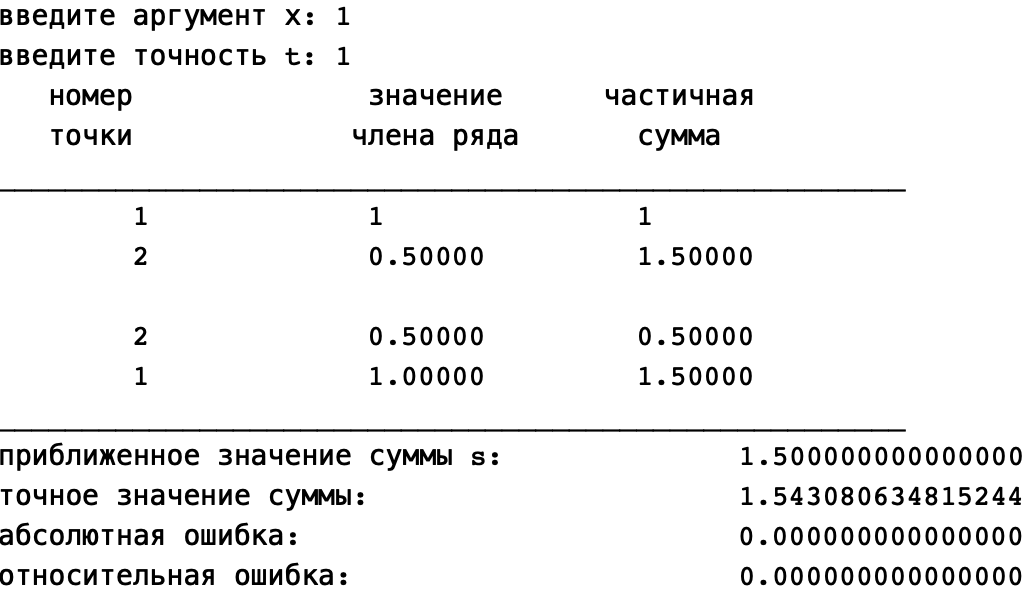 введите аргумент x: 1
введите точность t: 1
номер значение частичная
точки члена ряда сумма
1 1 1
2 0.50000 1.50000
2 0.50000 0.50000
1 1.00000 1.50000
приближенное значение суммы s: 1.500000000000000
точное значение суммы: 1.543080634815244
абсолютная ошибка: 0.000000000000000
относительная ошибка: 0.000000000000000